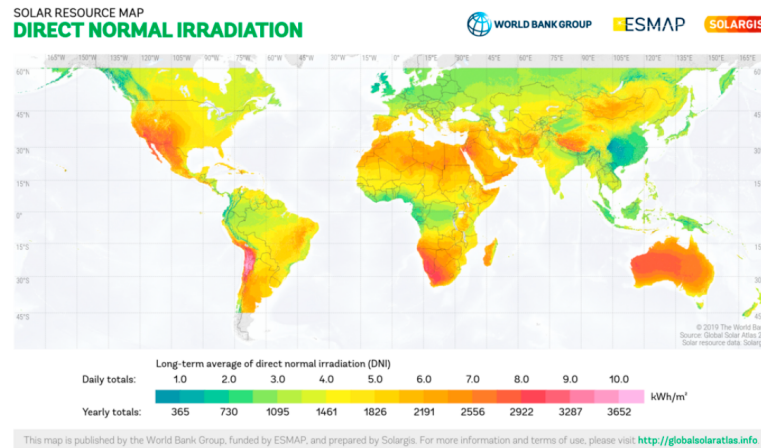 SOLAR RESOURCE MAP
DIRECT NORMAL IRRADIATION
WORLD BANK GROUP
ESMAP
SOLARGIS
165°W 150°W 135°W 120°W 105°W 90°W 75°W 60°W 45°W 30°W 15°W 0° 15°E 30°E 45°E 60°E 75°E 90°E 105°E 120°E 135°E 150°E 165°E
60°N
45°N
30°N
15°N
0°
15°S
30°S
45°S
© 2019 The World Ba
Source: Global Solar Atlas 2
Solar resource data: Solarg
Long-term average of direct normal irradiation (DNI)
Daily totals: 1.0 2.0 3.0 4.0 5.0 6.0 7.0 8.0 9.0 10.0
kWh/m²
Yearly totals: 365 730 1095 1461 1826 2191 2556 2922 3287 3652
This map is published by the World Bank Group, funded by ESMAP, and prepared by Solargis. For more information and terms of use, please visit http://globalsolaratlas.info.